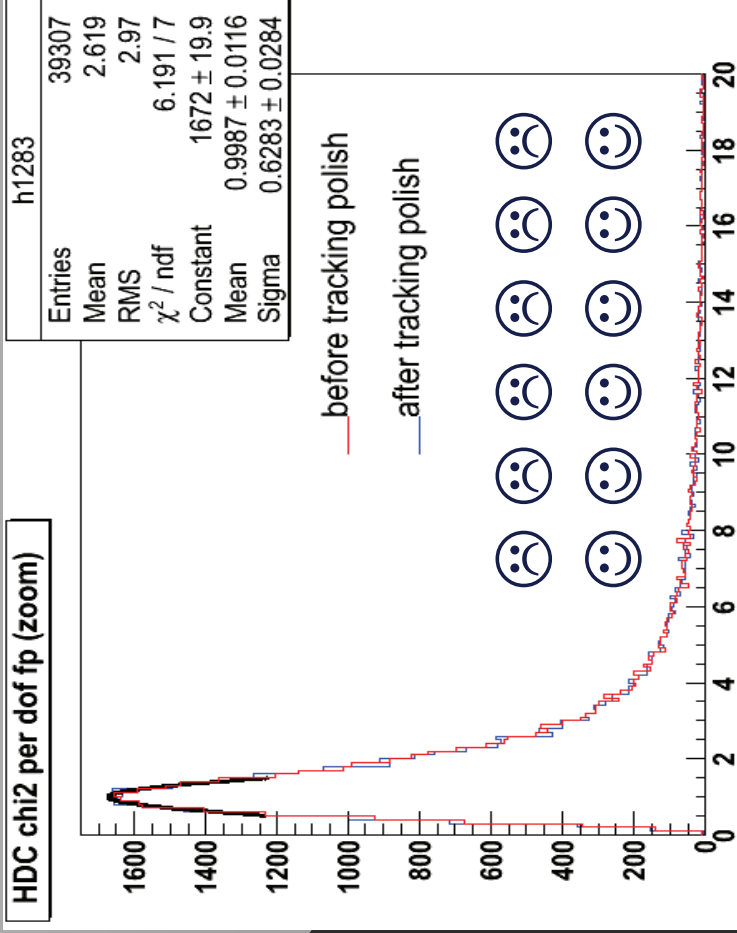 HDC chi2 per dof fp (zoom)
h1283
Entries 39307
Mean 2.619
RMS 2.97
χ² / ndf 6.191 / 7
Constant 1672 ± 19.9
Mean 0.9987 ± 0.0116
Sigma 0.6283 ± 0.0284
before tracking polish
after tracking polish
1600
1400
1200
1000
800
600
400
200
0
0 2 4 6 8 10 12 14 16 18 20